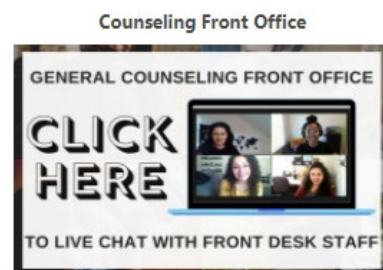 Counseling Front Office
GENERAL COUNSELING FRONT OFFICE
CLICK
HERE
TO LIVE CHAT WITH FRONT DESK STAFF